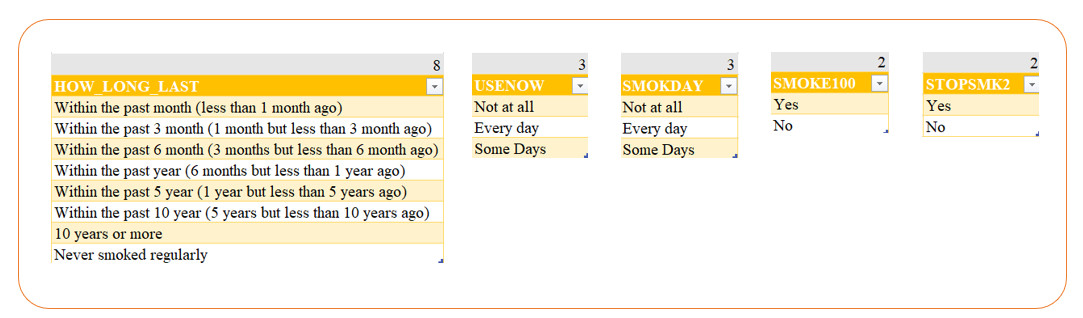 8
HOW_LONG_LAST
Within the past month (less than 1 month ago)
Within the past 3 month (1 month but less than 3 month ago)
Within the past 6 month (3 months but less than 6 month ago)
Within the past year (6 months but less than 1 year ago)
Within the past 5 year (1 year but less than 5 years ago)
Within the past 10 year (5 years but less than 10 years ago)
10 years or more
Never smoked regularly
3
USENOW
Not at all
Every day
Some Days
3
SMOKDAY
Not at all
Every day
Some Days
2
SMOKE100
Yes
No
2
STOPSMK2
Yes
No